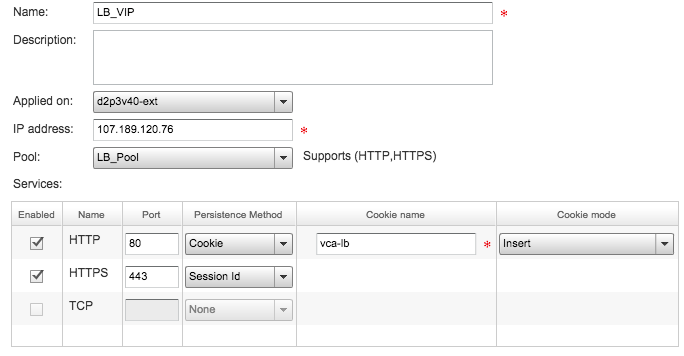 Name: LB_VIP *
Description:
Applied on: d2p3v40-ext
IP address: 107.189.120.76 *
Pool: LB_Pool Supports (HTTP,HTTPS)
Services:
Enabled Name Port Persistence Method Cookie name Cookie mode
HTTP 80 Cookie vca-lb * Insert
HTTPS 443 Session Id
TCP None